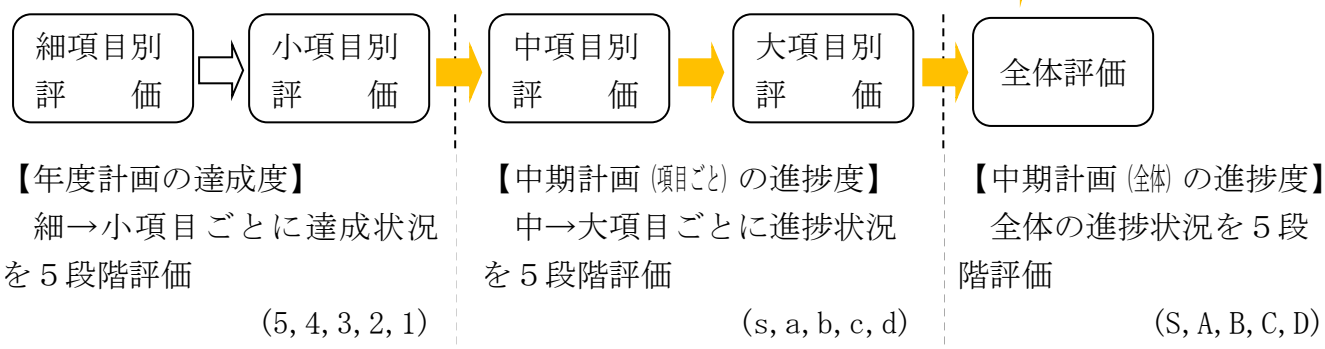 細項目別
評　　価
小項目別
評　　価
中項目別
評　　価
大項目別
評　　価
全体評価
【年度計画の達成度】
細→小項目ごとに達成状況
を５段階評価
(5,4,3,2,1)
【中期計画(項目ごと)の進捗度】
中→大項目ごとに進捗状況
を５段階評価
(s,a,b,c,d)
【中期計画(全体)の進捗度】
全体の進捗状況を５段
階評価
(S,A,B,C,D)